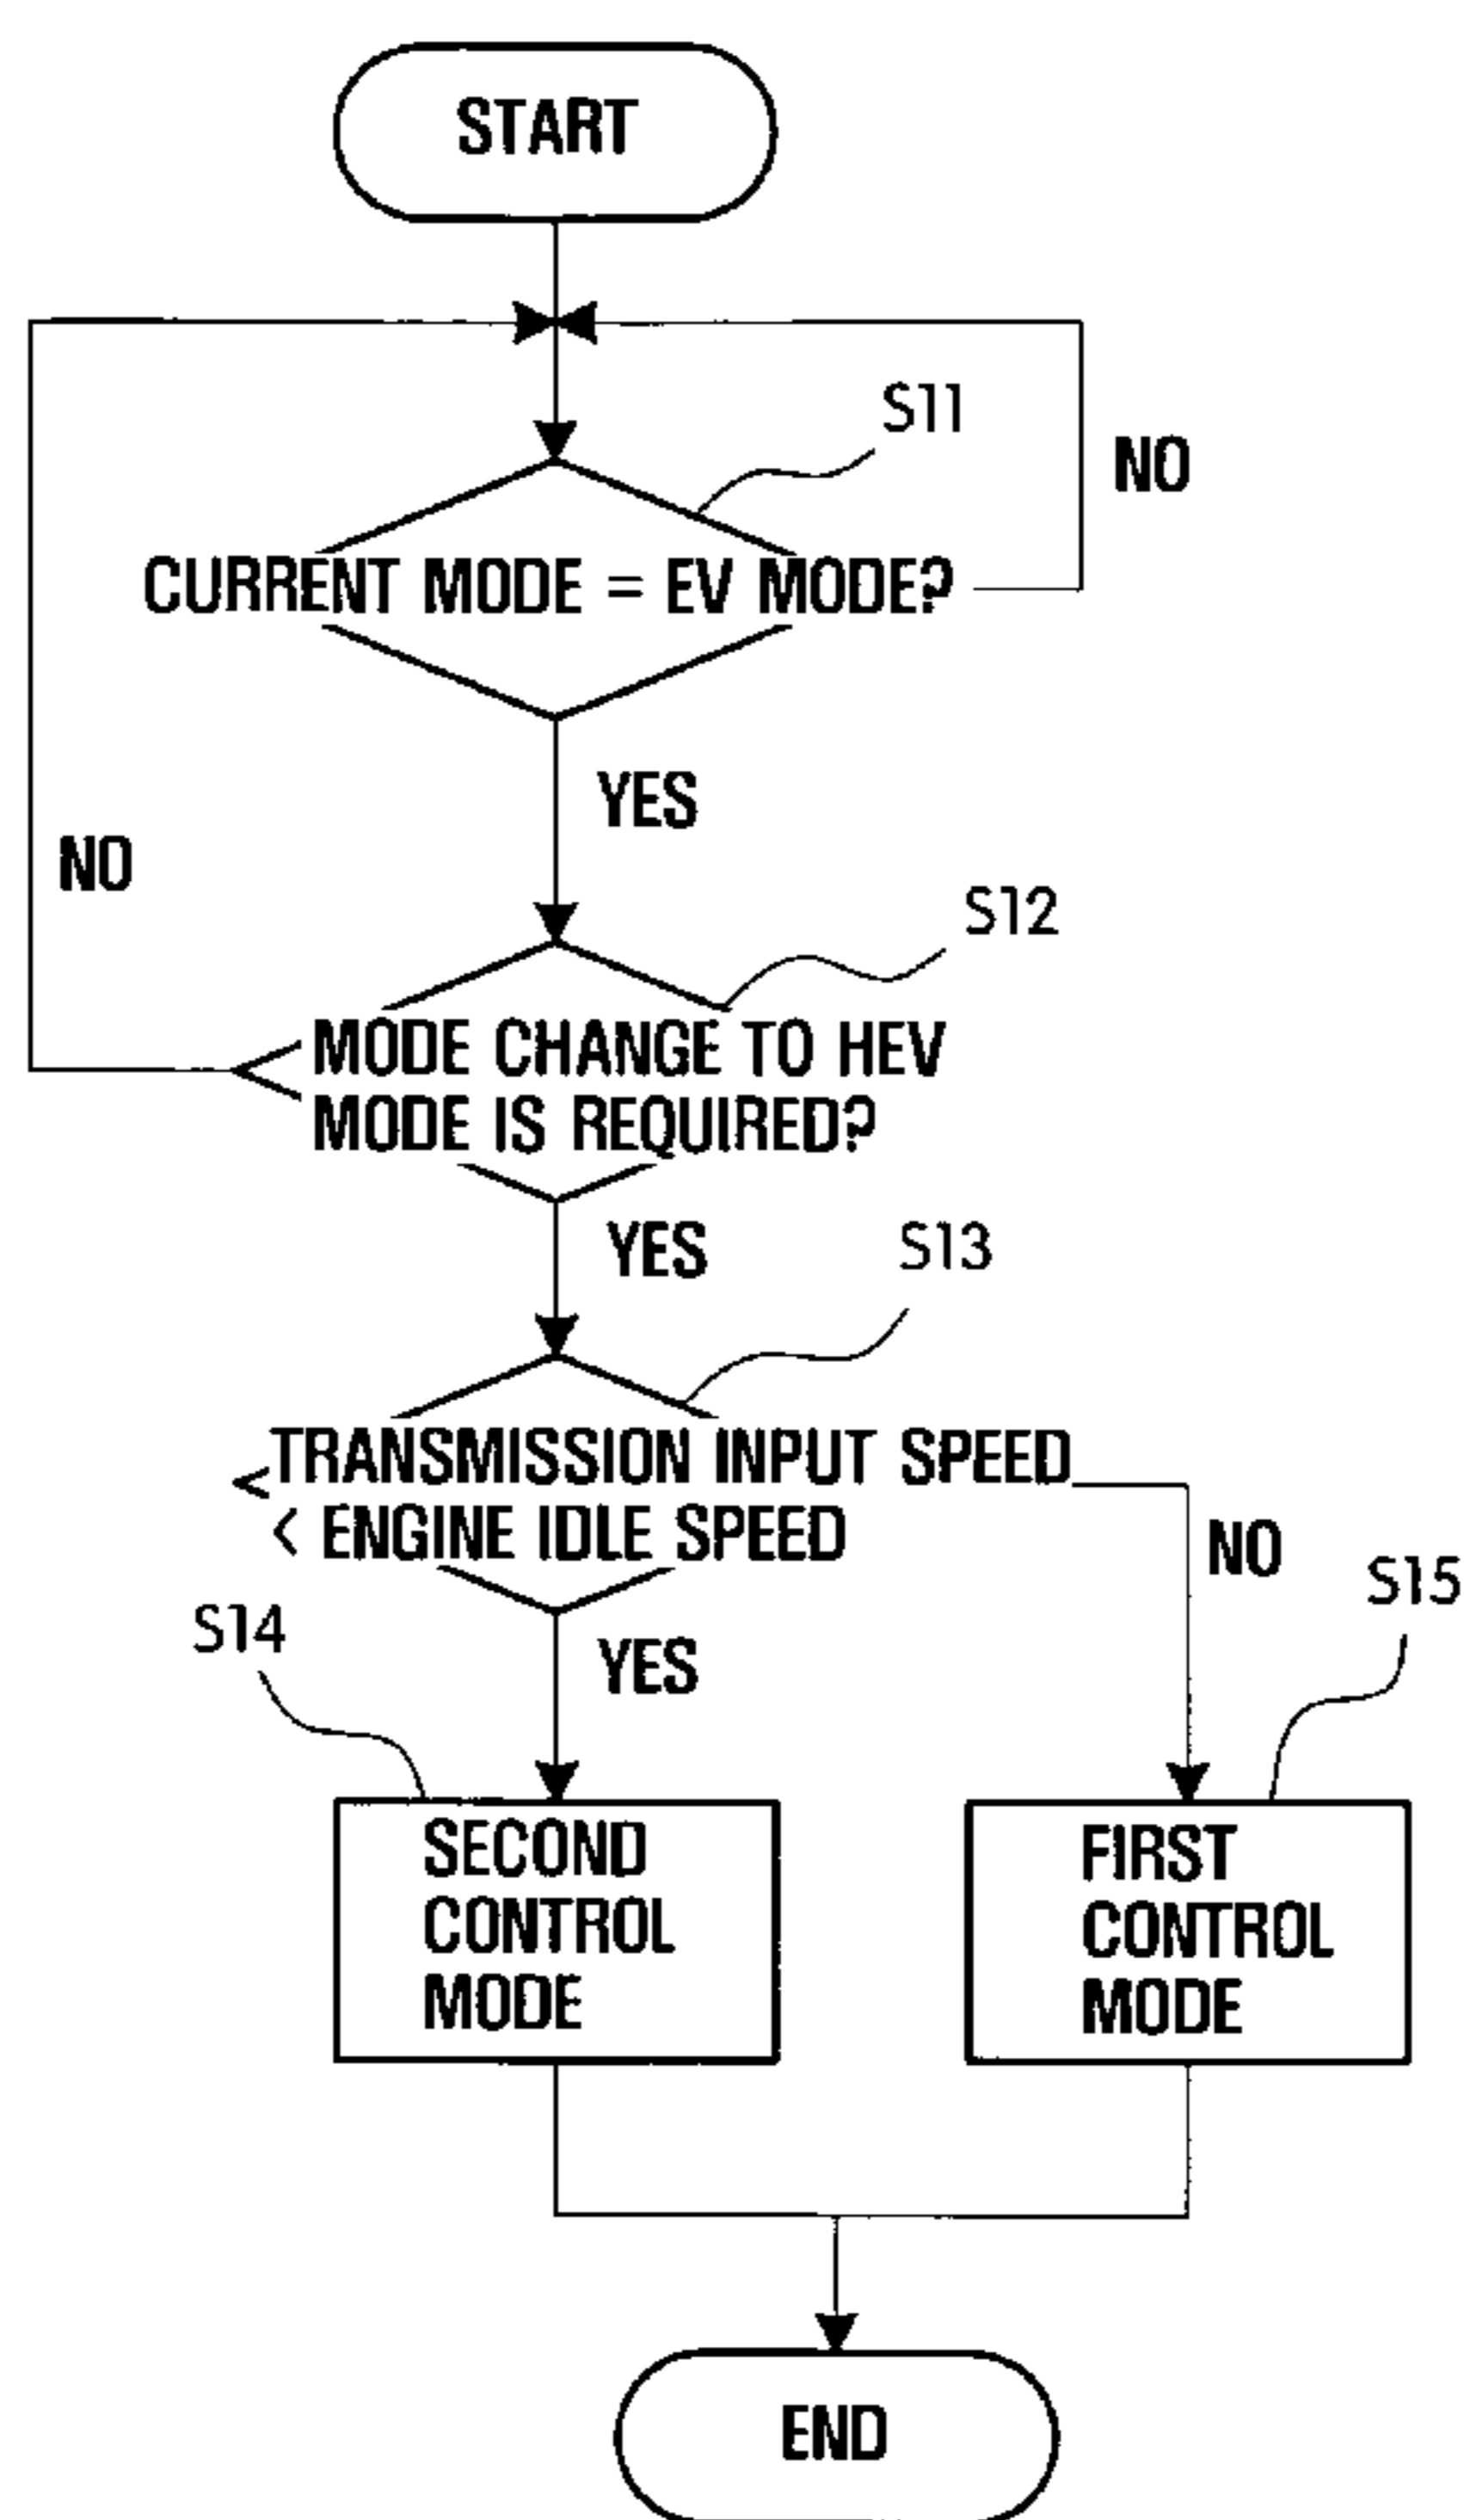 START
S11
NO
CURRENT MODE = EV MODE?
YES
NO
S12
MODE CHANGE TO HEV
MODE IS REQUIRED?
YES
S13
TRANSMISSION INPUT SPEED
< ENGINE IDLE SPEED
NO
S15
S14
YES
SECOND
CONTROL
MODE
FIRST
CONTROL
MODE
END